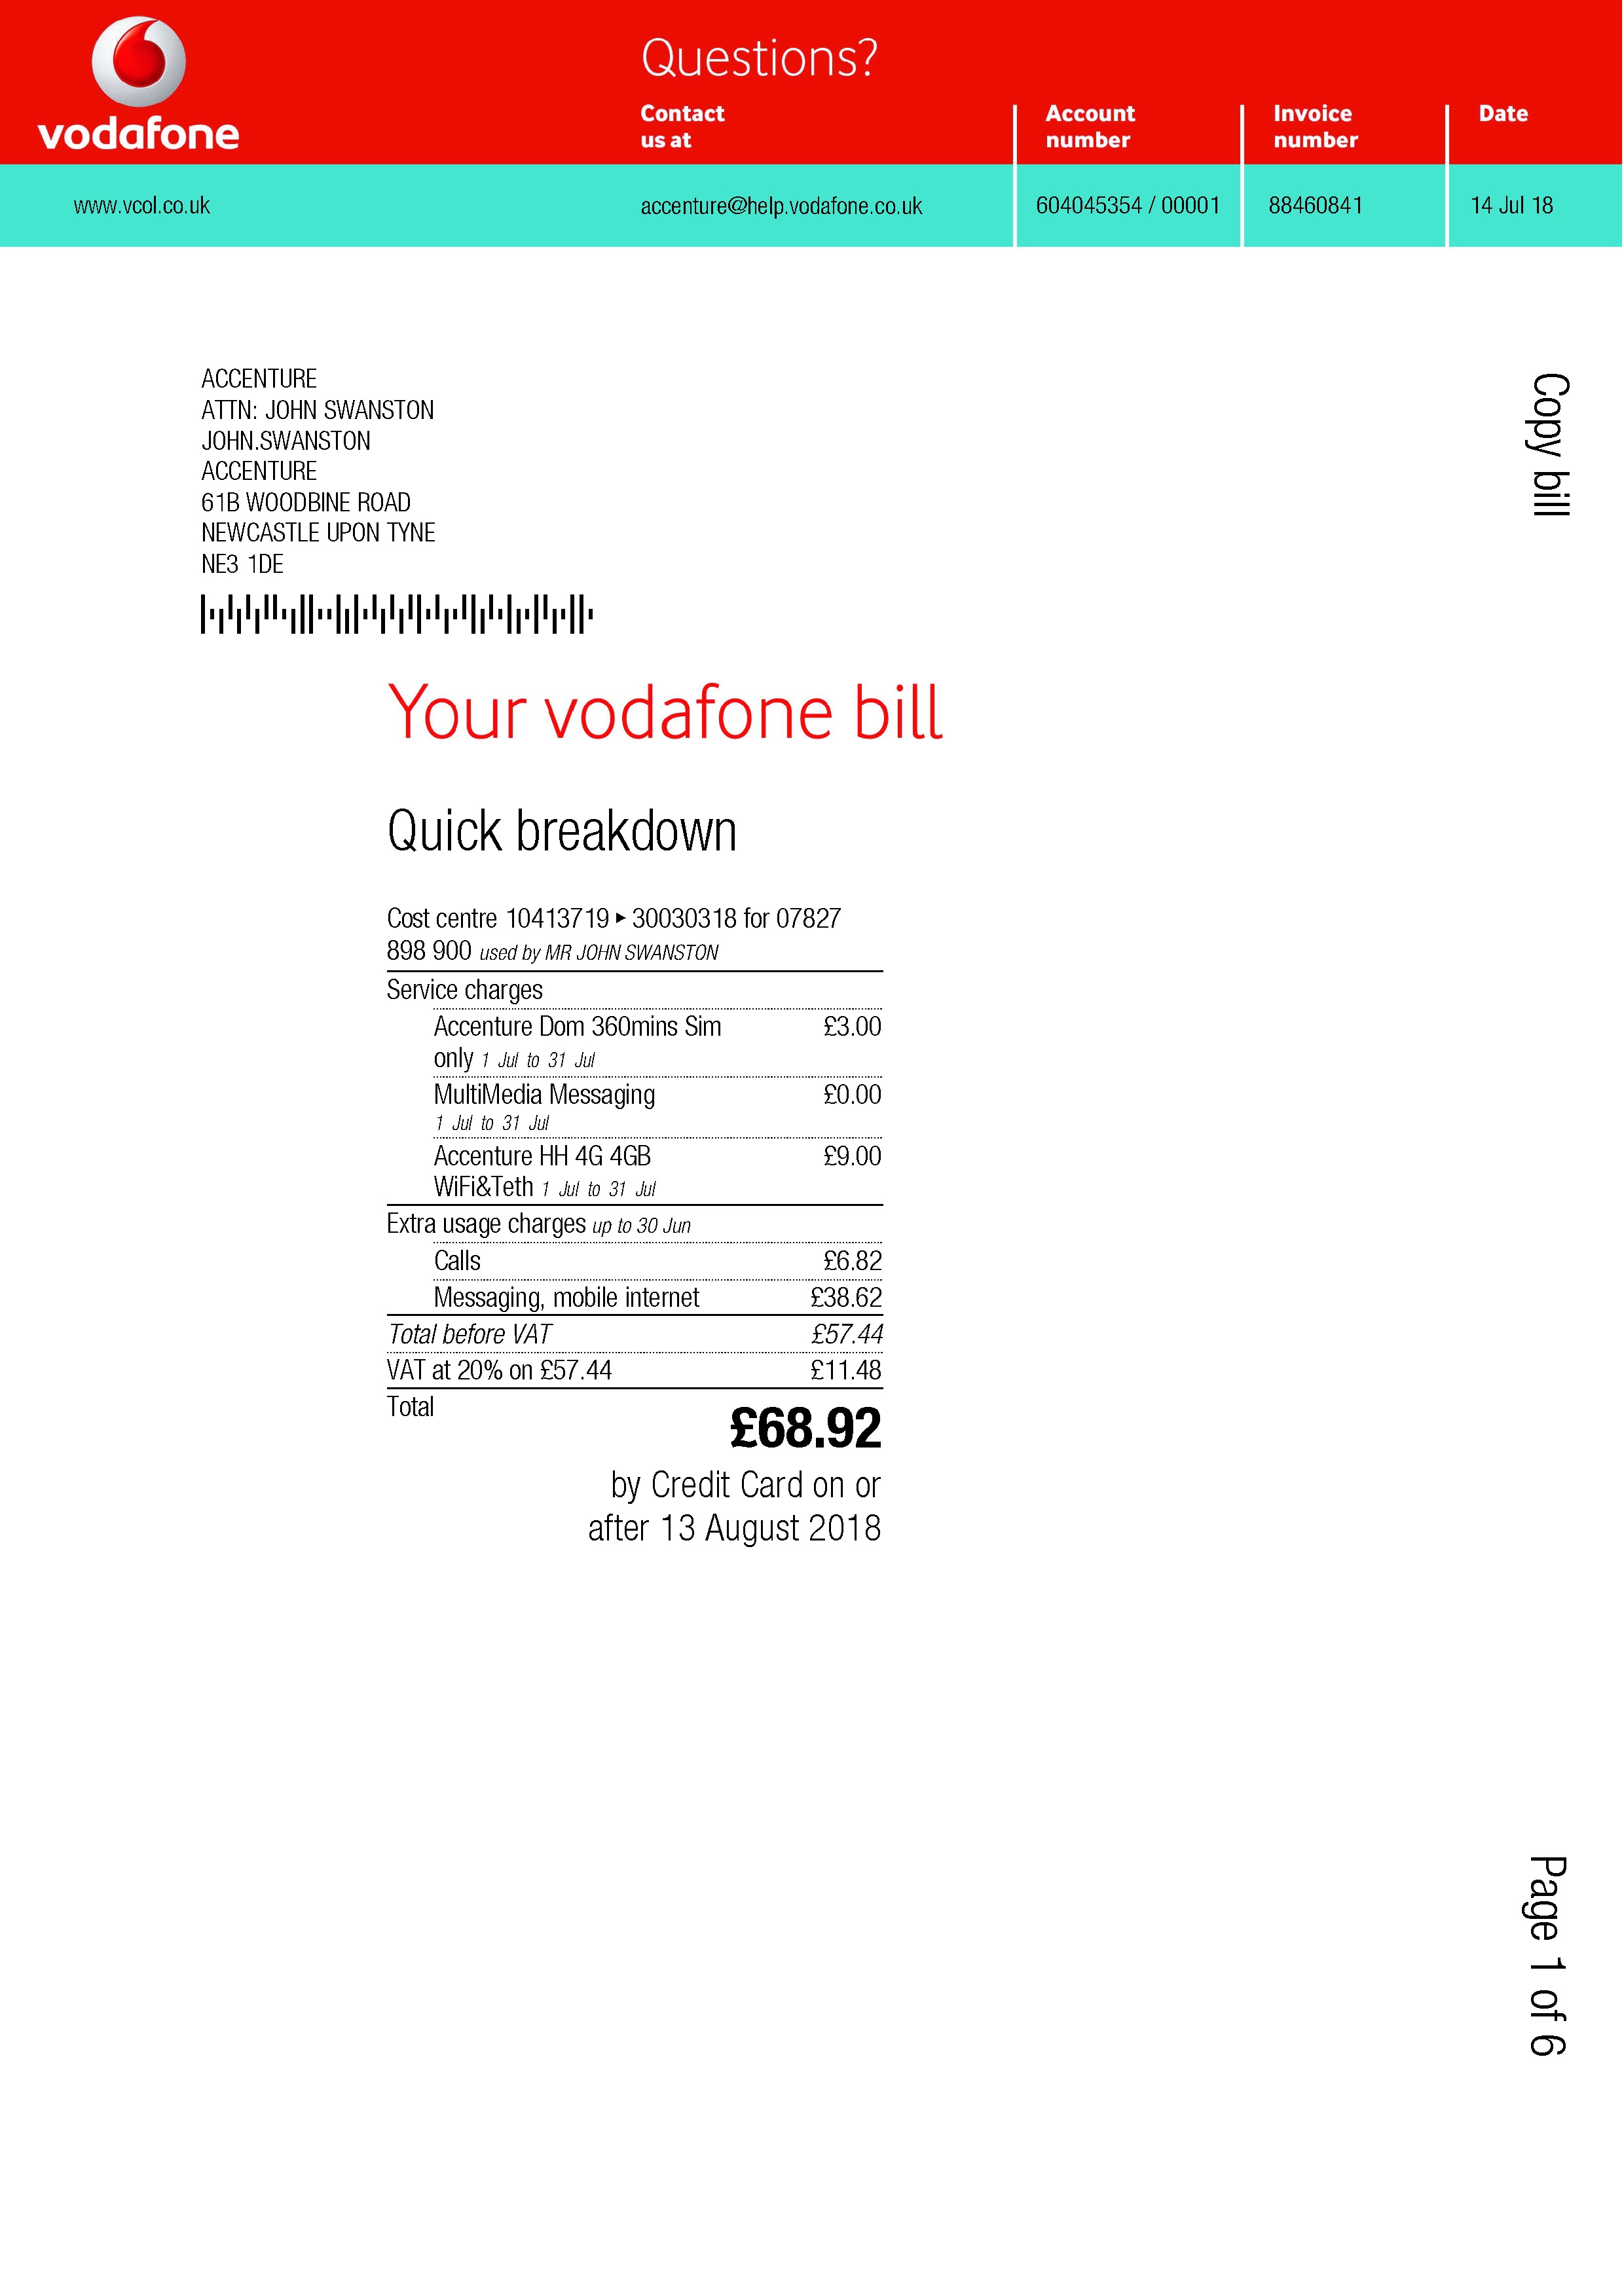 vodafone
Questions?
Contact
us at
Account
number
Invoice
number
Date
www.vcol.co.uk
accenture@help.vodafone.co.uk
604045354 / 00001
88460841
14 Jul 18
ACCENTURE
ATTN: JOHN SWANSTON
JOHN.SWANSTON
ACCENTURE
61B WOODBINE ROAD
NEWCASTLE UPON TYNE
NE3 1DE
Copy bill
Your vodafone bill
Quick breakdown
Cost centre 10413719 ▸ 30030318 for 07827
898 900 used by MR JOHN SWANSTON
Service charges
Accenture Dom 360mins Sim £3.00
only 1 Jul to 31 Jul
MultiMedia Messaging £0.00
1 Jul to 31 Jul
Accenture HH 4G 4GB £9.00
WiFi&Teth 1 Jul to 31 Jul
Extra usage charges up to 30 Jun
Calls £6.82
Messaging, mobile internet £38.62
Total before VAT £57.44
VAT at 20% on £57.44 £11.48
Total
£68.92
by Credit Card on or
after 13 August 2018
Page 1 of 6